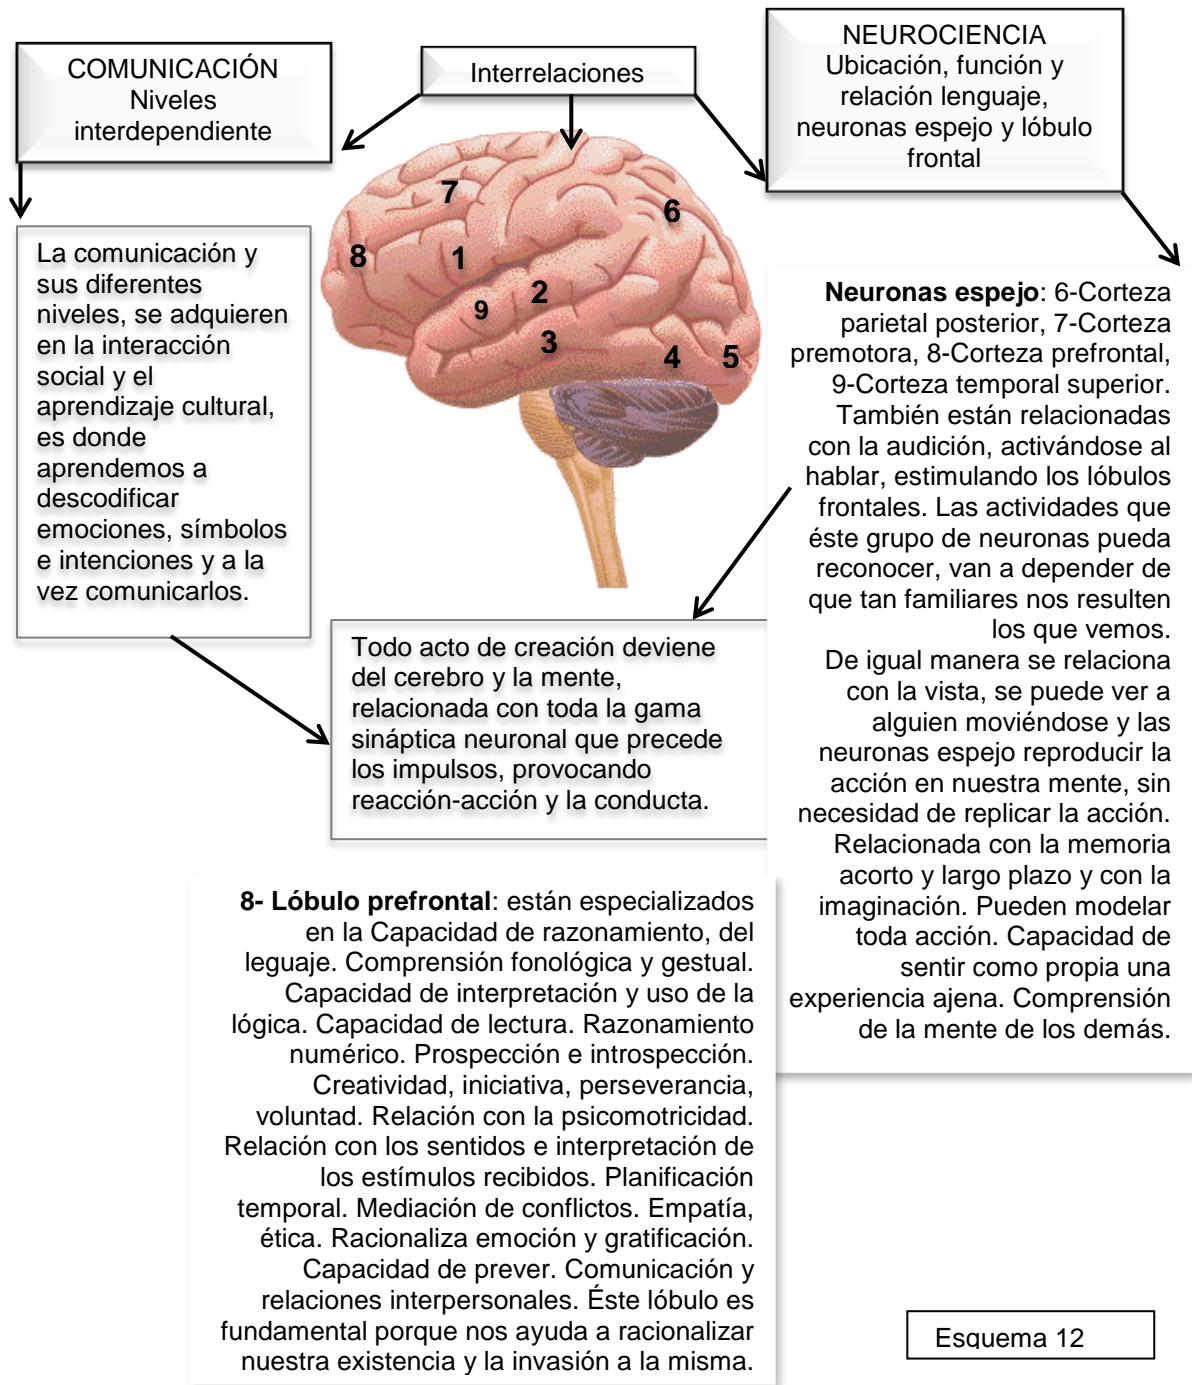 COMUNICACIÓN
Niveles
interdependiente
Interrelaciones
NEUROCIENCIA
Ubicación, función y
relación lenguaje,
neuronas espejo y lóbulo
frontal
7
6
8
1
2
9
3
4
5
La comunicación y
sus diferentes
niveles, se adquieren
en la interacción
social y el
aprendizaje cultural,
es donde
aprendemos a
descodificar
emociones, símbolos
e intenciones y a la
vez comunicarlos.
Neuronas espejo: 6-Corteza
parietal posterior, 7-Corteza
premotora, 8-Corteza prefrontal,
9-Corteza temporal superior.
También están relacionadas
con la audición, activándose al
hablar, estimulando los lóbulos
frontales. Las actividades que
éste grupo de neuronas pueda
reconocer, van a depender de
que tan familiares nos resulten
los que vemos.
De igual manera se relaciona
con la vista, se puede ver a
alguien moviéndose y las
neuronas espejo reproducir la
acción en nuestra mente, sin
necesidad de replicar la acción.
Relacionada con la memoria
acorto y largo plazo y con la
imaginación. Pueden modelar
toda acción. Capacidad de
sentir como propia una
experiencia ajena. Comprensión
de la mente de los demás.
Todo acto de creación deviene
del cerebro y la mente,
relacionada con toda la gama
sináptica neuronal que precede
los impulsos, provocando
reacción-acción y la conducta.
8- Lóbulo prefrontal: están especializados
en la Capacidad de razonamiento, del
leguaje. Comprensión fonológica y gestual.
Capacidad de interpretación y uso de la
lógica. Capacidad de lectura. Razonamiento
numérico. Prospección e introspección.
Creatividad, iniciativa, perseverancia,
voluntad. Relación con la psicomotricidad.
Relación con los sentidos e interpretación de
los estímulos recibidos. Planificación
temporal. Mediación de conflictos. Empatía,
ética. Racionaliza emoción y gratificación.
Capacidad de prever. Comunicación y
relaciones interpersonales. Éste lóbulo es
fundamental porque nos ayuda a racionalizar
nuestra existencia y la invasión a la misma.
Esquema 12